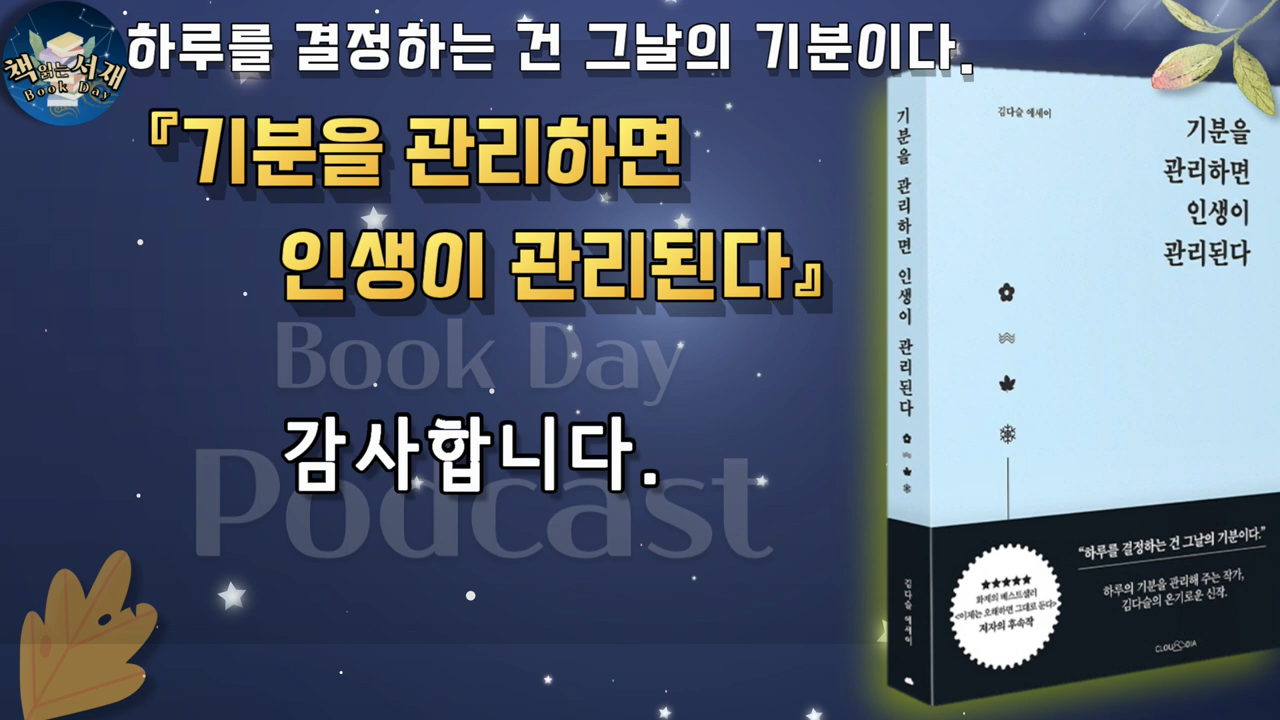 책읽는서재
Book Day
하루를 결정하는 건 그날의 기분이다.
『기분을 관리하면
인생이 관리된다』
Book Day
감사합니다.
Podcast
기분을 관리하면 인생이 관리된다
김다슬 에세이
김다슬 에세이
기분을
관리하면
인생이
관리된다
★★★★★
화제의 베스트셀러
<이제는 오해하면 그대로 둔다>
저자의 후속작
“하루를 결정하는 건 그날의 기분이다.”
하루의 기분을 관리해 주는 작가,
김다슬의 온기로운 신작.
CLOUDIA